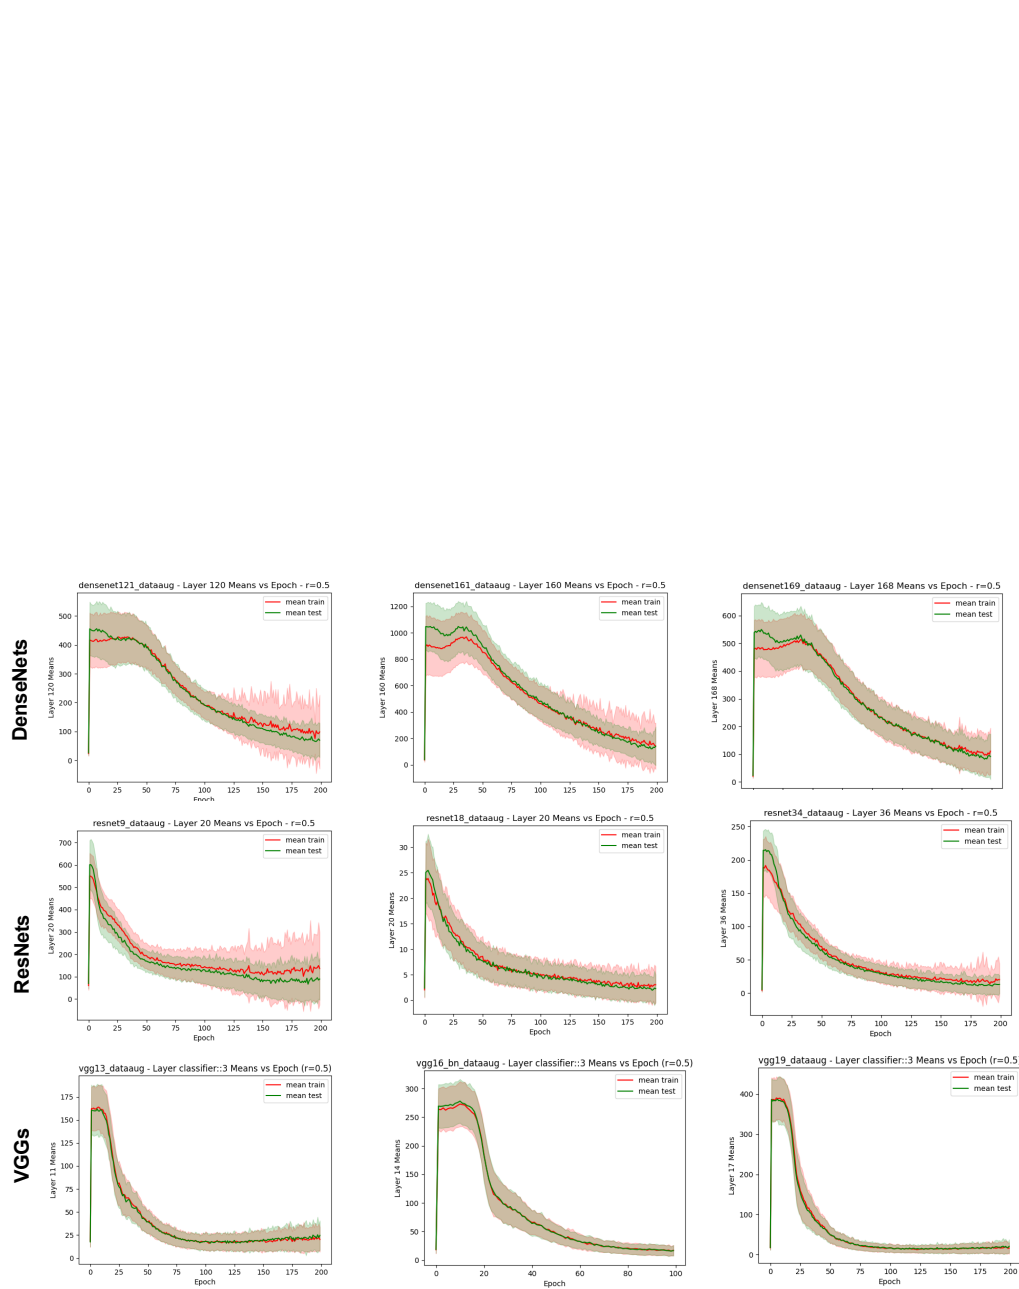 DenseNets
densenet121_dataaug - Layer 120 Means vs Epoch - r=0.5
mean train
mean test
Layer 120 Means
500
400
300
200
100
0
0 25 50 75 100 125 150 175 200
Epoch
densenet161_dataaug - Layer 160 Means vs Epoch - r=0.5
mean train
mean test
Layer 160 Means
1200
1000
800
600
400
200
0
0 25 50 75 100 125 150 175 200
densenet169_dataaug - Layer 168 Means vs Epoch - r=0.5
mean train
mean test
Layer 168 Means
600
500
400
300
200
100
0
ResNets
resnet9_dataaug - Layer 20 Means vs Epoch - r=0.5
mean train
mean test
Layer 20 Means
700
600
500
400
300
200
100
0
0 25 50 75 100 125 150 175 200
Epoch
resnet18_dataaug - Layer 20 Means vs Epoch - r=0.5
mean train
mean test
Layer 20 Means
30
25
20
15
10
5
0
0 25 50 75 100 125 150 175 200
Epoch
resnet34_dataaug - Layer 36 Means vs Epoch - r=0.5
mean train
mean test
Layer 36 Means
250
200
150
100
50
0
0 25 50 75 100 125 150 175 200
Epoch
VGGs
vgg13_dataaug - Layer classifier::3 Means vs Epoch (r=0.5)
mean train
mean test
Layer 11 Means
175
150
125
100
75
50
25
0
0 25 50 75 100 125 150 175 200
Epoch
vgg16_bn_dataaug - Layer classifier::3 Means vs Epoch (r=0.5)
mean train
mean test
Layer 14 Means
300
250
200
150
100
50
0
0 20 40 60 80 100
Epoch
vgg19_dataaug - Layer classifier::3 Means vs Epoch (r=0.5
mean train
mean test
Layer 17 Means
400
300
200
100
0
0 25 50 75 100 125 150 175 200
Epoch